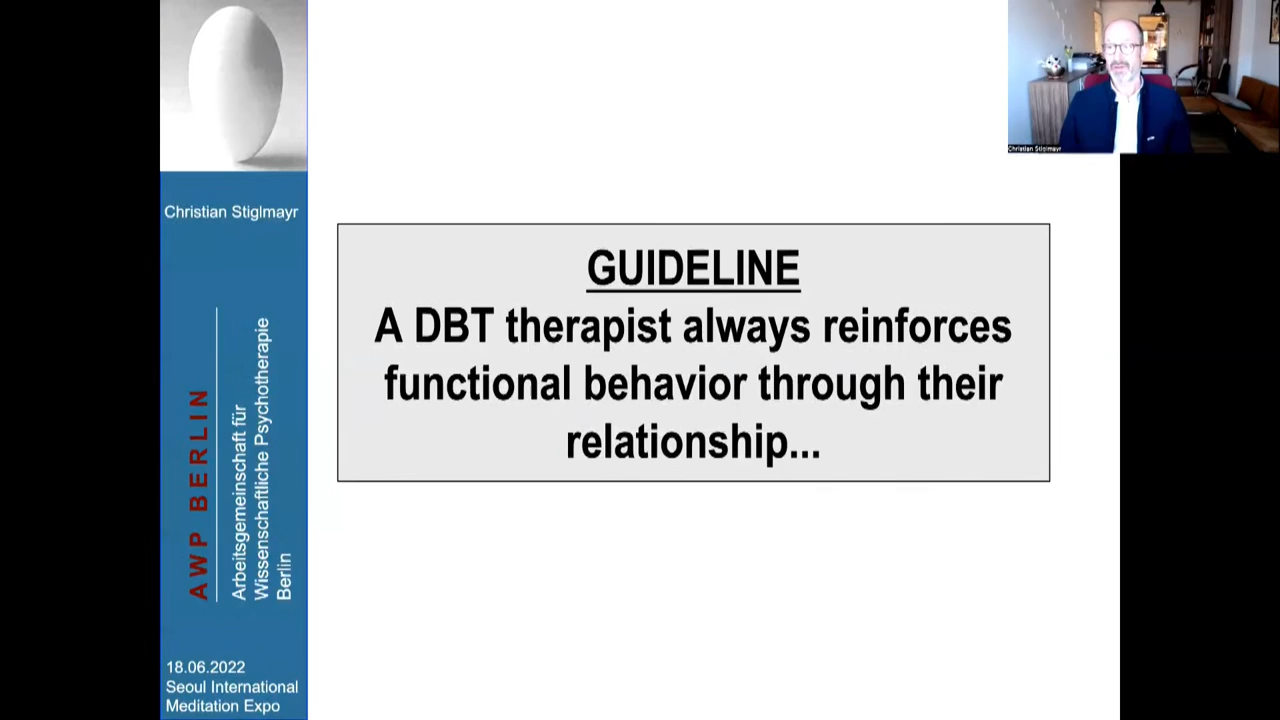 Christian Stiglmayr
AWP BERLIN
Arbeitsgemeinschaft für
Wissenschaftliche Psychotherapie
Berlin
18.06.2022
Seoul International
Meditation Expo
GUIDELINE
A DBT therapist always reinforces
functional behavior through their
relationship...
Christian Stiglmayr